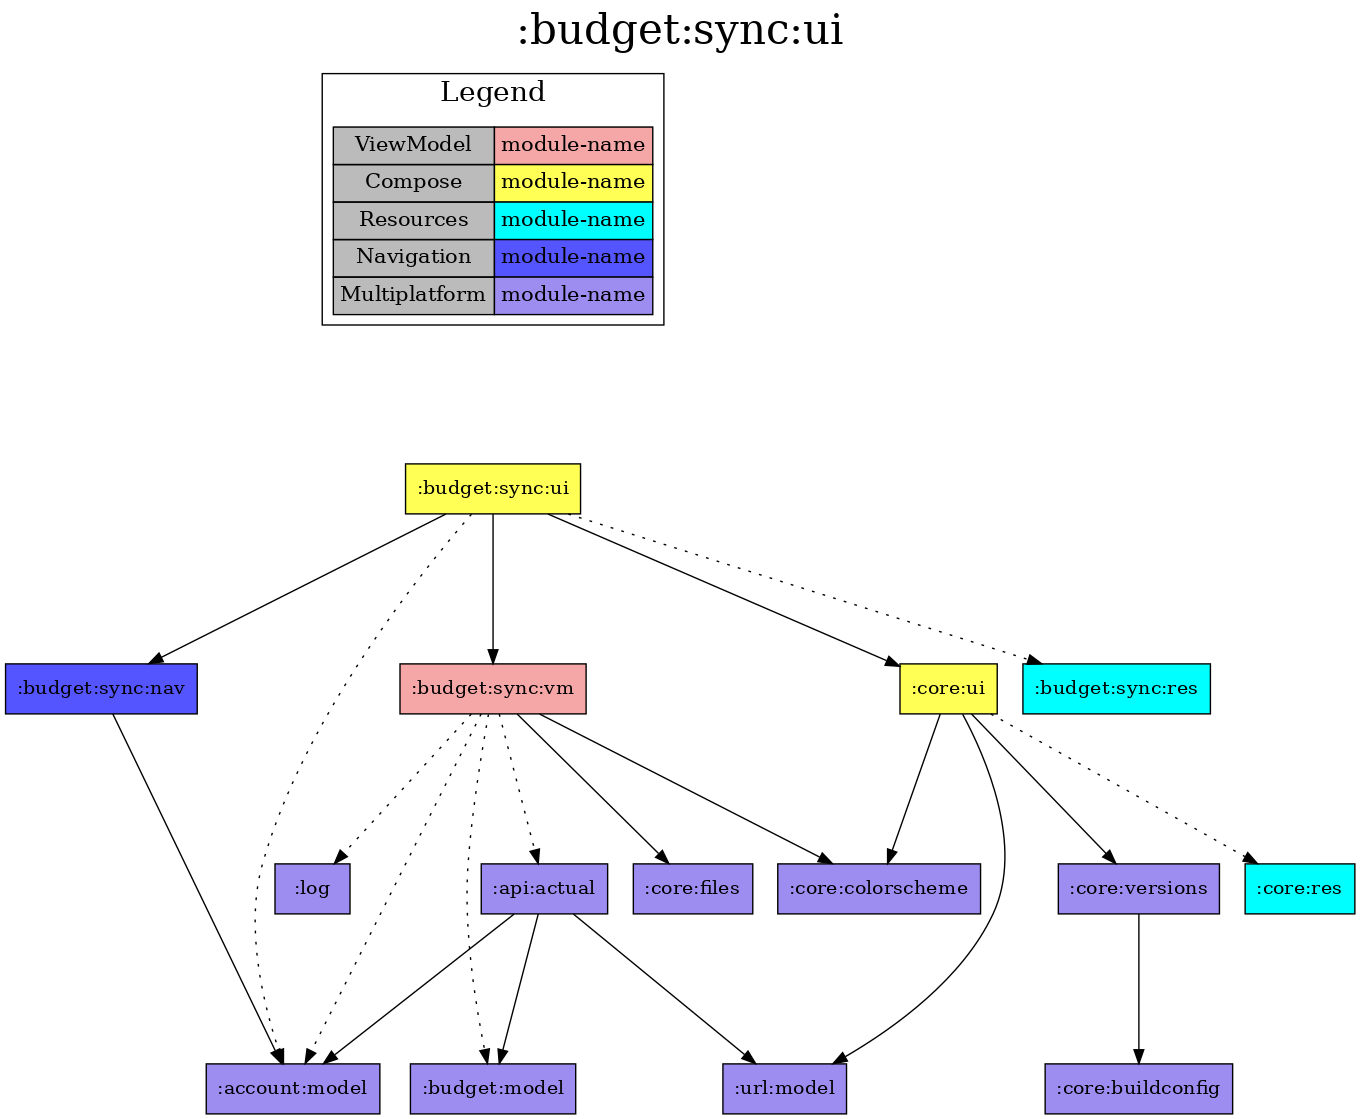 :budget:sync:ui
Legend
ViewModel module-name
Compose module-name
Resources module-name
Navigation module-name
Multiplatform module-name
:budget:sync:ui
:budget:sync:nav :budget:sync:vm :core:ui :budget:sync:res
:log :api:actual :core:files :core:colorscheme :core:versions :core:res
:account:model :budget:model :url:model :core:buildconfig